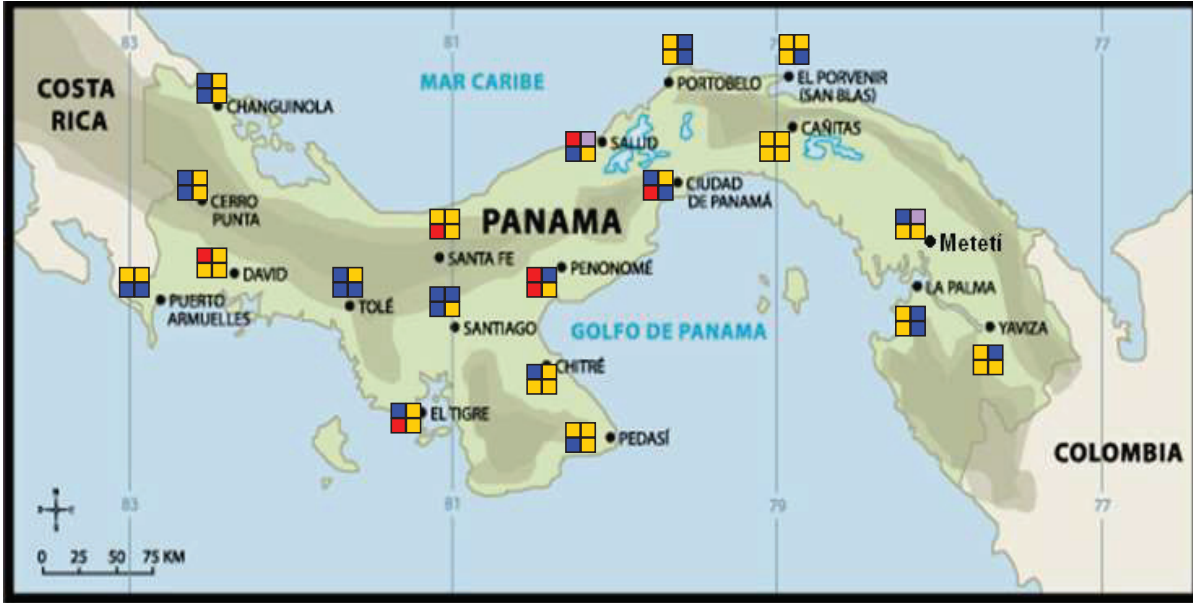 83
81
79
77
COSTA
RICA
MAR CARIBE
PORTOBELO
EL PORVENIR
(SAN BLAS)
CHANGUINOLA
CAÑITAS
SALUD
CERRO
PUNTA
CIUDAD
DE PANAMÁ
PANAMA
Metetí
SANTA FE
PENONOMÉ
DAVID
LA PALMA
PUERTO
ARMUELLES
TOLÉ
SANTIAGO
GOLFO DE PANAMA
YAVIZA
CHITRÉ
EL TIGRE
PEDASÍ
COLOMBIA
83
81
79
77
0 25 50 75 KM